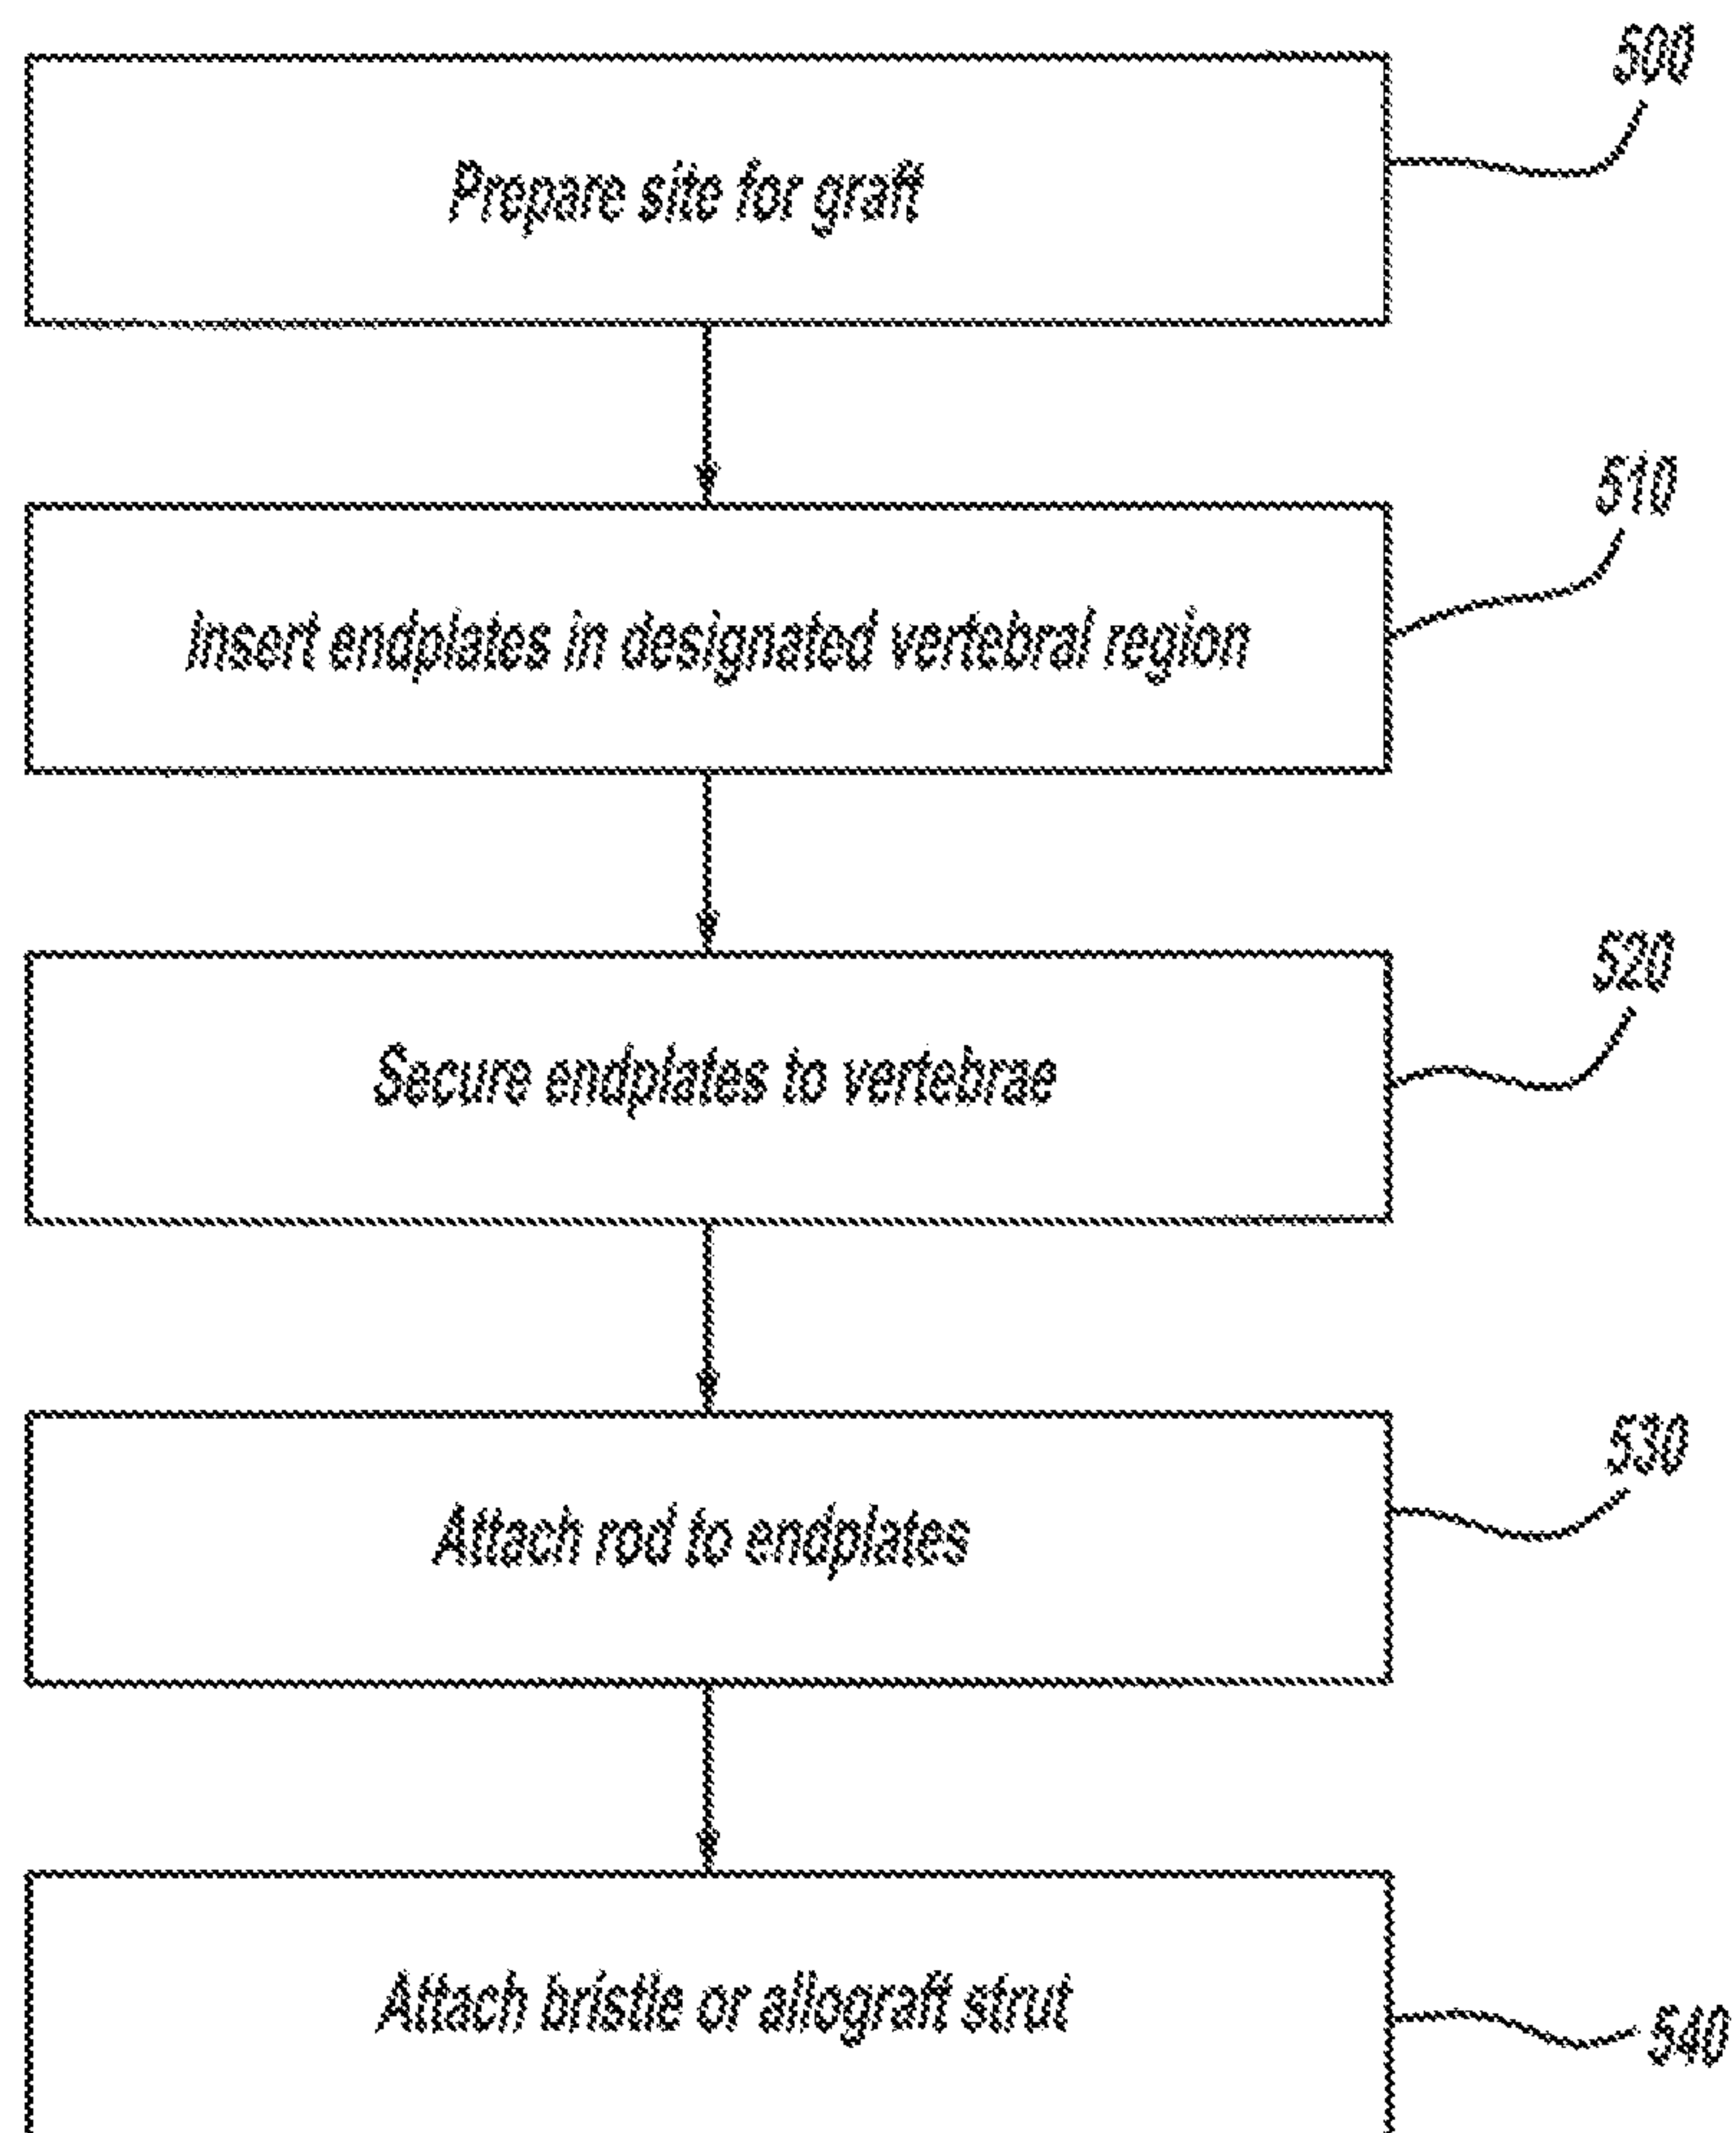 500
Prepare site for graft
510
Insert endplates in designated vertebral region
520
Secure endplates to vertebrae
530
Attach rod to endplates
Attach bristle or allograft strut
540